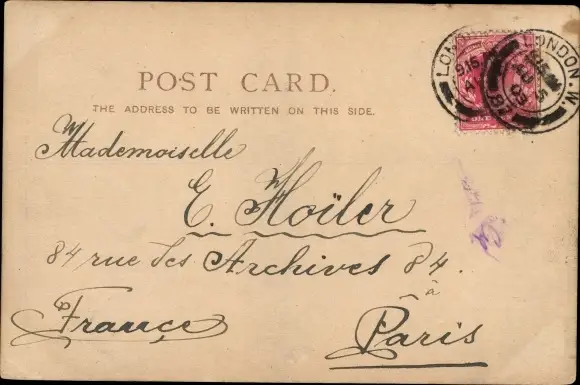 POST CARD.
THE ADDRESS TO BE WRITTEN ON THIS SIDE.
LONDON. W.
Mademoiselle
E. Hoïler
84 rue des Archives 84.
à
France Paris